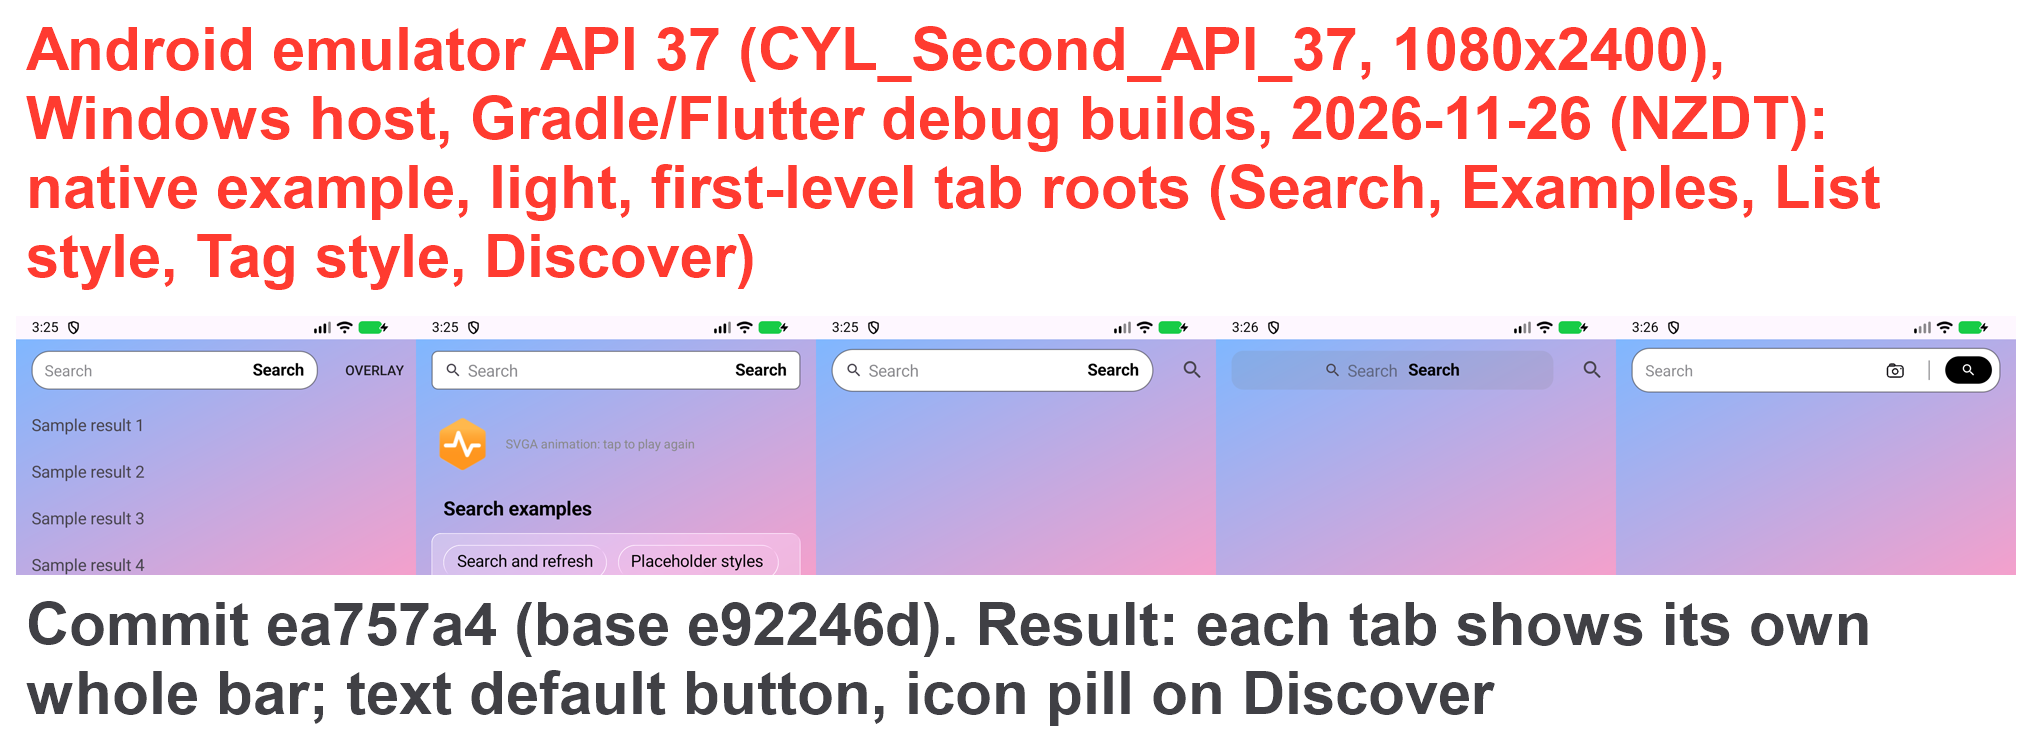 Android emulator API 37 (CYL_Second_API_37, 1080x2400),
Windows host, Gradle/Flutter debug builds, 2026-11-26 (NZDT):
native example, light, first-level tab roots (Search, Examples, List
style, Tag style, Discover)
3:25
Search Search OVERLAY
Sample result 1
Sample result 2
Sample result 3
Sample result 4
3:25
Search Search
SVGA animation: tap to play again
Search examples
Search and refresh Placeholder styles
3:25
Search Search
3:26
Search Search
3:26
Search
Commit ea757a4 (base e92246d). Result: each tab shows its own
whole bar; text default button, icon pill on Discover